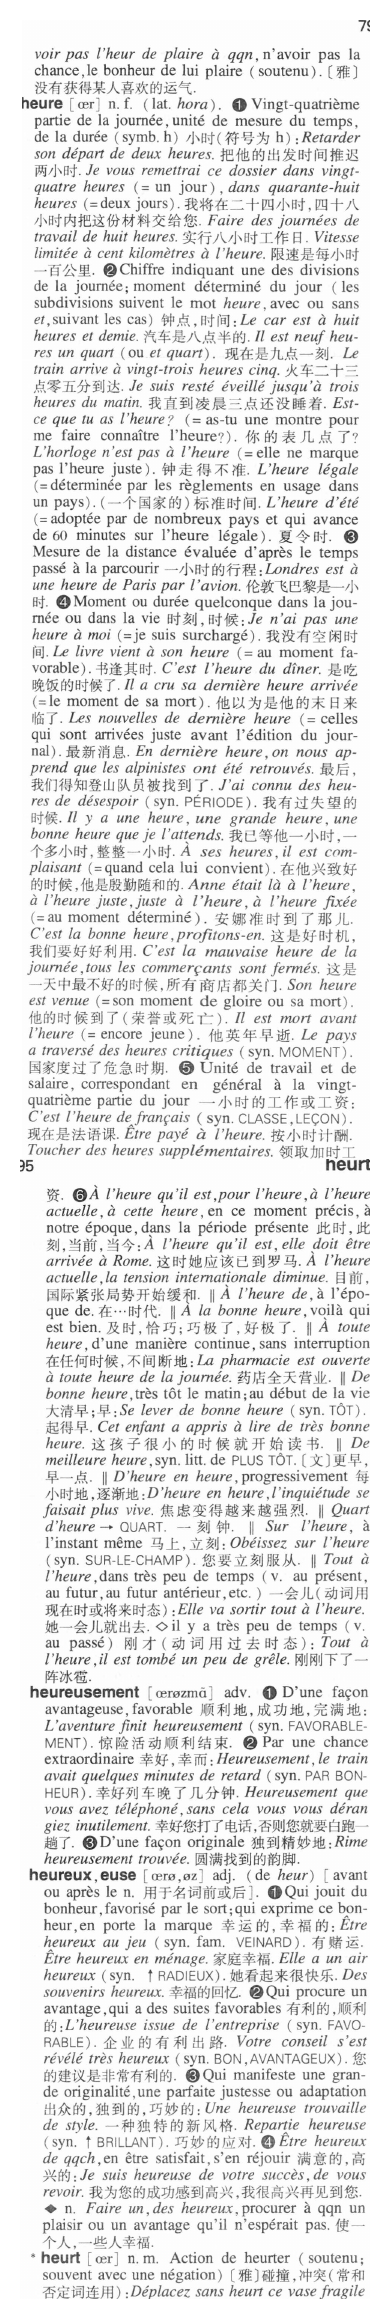 79
voir pas l'heur de plaire à qqn, n'avoir pas la
chance, le bonheur de lui plaire (soutenu).〔雅〕
没有获得某人喜欢的运气.
heure [œr] n. f. (lat. hora). ❶ Vingt-quatrième
partie de la journée, unité de mesure du temps,
de la durée (symb. h) 小时(符号为 h): Retarder
son départ de deux heures. 把他的出发时间推迟
两小时. Je vous remettrai ce dossier dans vingt-
quatre heures (= un jour), dans quarante-huit
heures (= deux jours). 我将在二十四小时,四十八
小时内把这份材料交给您. Faire des journées de
travail de huit heures. 实行八小时工作日. Vitesse
limitée à cent kilomètres à l'heure. 限速是每小时
一百公里. ❷ Chiffre indiquant une des divisions
de la journée; moment déterminé du jour (les
subdivisions suivent le mot heure, avec ou sans
et, suivant les cas) 钟点,时间: Le car est à huit
heures et demie. 汽车是八点半的. Il est neuf heu-
res un quart (ou et quart). 现在是九点一刻. Le
train arrive à vingt-trois heures cinq. 火车二十三
点零五分到达. Je suis resté éveillé jusqu'à trois
heures du matin. 我直到凌晨三点还没睡着. Est-
ce que tu as l'heure? (= as-tu une montre pour
me faire connaître l'heure?). 你的表几点了?
L'horloge n'est pas à l'heure (= elle ne marque
pas l'heure juste). 钟走得不准. L'heure légale
(= déterminée par les règlements en usage dans
un pays). (一个国家的)标准时间. L'heure d'été
(= adoptée par de nombreux pays et qui avance
de 60 minutes sur l'heure légale). 夏令时. ❸
Mesure de la distance évaluée d'après le temps
passé à la parcourir 一小时的行程: Londres est à
une heure de Paris par l'avion. 伦敦飞巴黎是一小
时. ❹ Moment ou durée quelconque dans la jour-
née ou dans la vie 时刻,时候: Je n'ai pas une
heure à moi (= je suis surchargé). 我没有空闲时
间. Le livre vient à son heure (= au moment fa-
vorable). 书逢其时. C'est l'heure du dîner. 是吃
晚饭的时候了. Il a cru sa dernière heure arrivée
(= le moment de sa mort). 他以为是他的末日来
临了. Les nouvelles de dernière heure (= celles
qui sont arrivées juste avant l'édition du jour-
nal). 最新消息. En dernière heure, on nous ap-
prend que les alpinistes ont été retrouvés. 最后,
我们得知登山队员被找到了. J'ai connu des heu-
res de désespoir (syn. PÉRIODE). 我有过失望的
时候. Il y a une heure, une grande heure, une
bonne heure que je l'attends. 我已等他一小时,一
个多小时,整整一小时. À ses heures, il est com-
plaisant (= quand cela lui convient). 在他兴致好
的时候,他是殷勤随和的. Anne était là à l'heure,
à l'heure juste, juste à l'heure, à l'heure fixée
(= au moment déterminé). 安娜准时到了那儿.
C'est la bonne heure, profitons-en. 这是好时机,
我们要好好利用. C'est la mauvaise heure de la
journée, tous les commerçants sont fermés. 这是
一天中最不好的时候,所有商店都关门. Son heure
est venue (= son moment de gloire ou sa mort).
他的时候到了(荣誉或死亡). Il est mort avant
l'heure (= encore jeune). 他英年早逝. Le pays
a traversé des heures critiques (syn. MOMENT).
国家度过了危急时期. ❺ Unité de travail et de
salaire, correspondant en général à la vingt-
quatrième partie du jour 一小时的工作或工资:
C'est l'heure de français (syn. CLASSE, LEÇON).
现在是法语课. Être payé à l'heure. 按小时计酬.
Toucher des heures supplémentaires. 领取加时工
95 heurt
资. ❻ À l'heure qu'il est, pour l'heure, à l'heure
actuelle, à cette heure, en ce moment précis, à
notre époque, dans la période présente 此时,此
刻,当前,当今: À l'heure qu'il est, elle doit être
arrivée à Rome. 这时她应该已到罗马. À l'heure
actuelle, la tension internationale diminue. 目前,
国际紧张局势开始缓和. ‖ À l'heure de, à l'épo-
que de. 在…时代. ‖ À la bonne heure, voilà qui
est bien. 及时,恰巧;巧极了,好极了. ‖ À toute
heure, d'une manière continue, sans interruption
在任何时候,不间断地: La pharmacie est ouverte
à toute heure de la journée. 药店全天营业. ‖ De
bonne heure, très tôt le matin; au début de la vie
大清早;早: Se lever de bonne heure (syn. TÔT).
起得早. Cet enfant a appris à lire de très bonne
heure. 这孩子很小的时候就开始读书. ‖ De
meilleure heure, syn. litt. de PLUS TÔT.〔文〕更早,
早一点. ‖ D'heure en heure, progressivement 每
小时地,逐渐地: D'heure en heure, l'inquiétude se
faisait plus vive. 焦虑变得越来越强烈. ‖ Quart
d'heure → QUART. 一刻钟. ‖ Sur l'heure, à
l'instant même 马上,立刻: Obéissez sur l'heure
(syn. SUR-LE-CHAMP). 您要立刻服从. ‖ Tout à
l'heure, dans très peu de temps (v. au présent,
au futur, au futur antérieur, etc.) 一会儿(动词用
现在时或将来时态): Elle va sortir tout à l'heure.
她一会儿就出去. ◇ il y a très peu de temps (v.
au passé) 刚才(动词用过去时态): Tout à
l'heure, il est tombé un peu de grêle. 刚刚下了一
阵冰雹.
heureusement [œrøzmɑ̃] adv. ❶ D'une façon
avantageuse, favorable 顺利地,成功地,完满地:
L'aventure finit heureusement (syn. FAVORABLE-
MENT). 惊险活动顺利结束. ❷ Par une chance
extraordinaire 幸好,幸而: Heureusement, le train
avait quelques minutes de retard (syn. PAR BON-
HEUR). 幸好列车晚了几分钟. Heureusement que
vous avez téléphoné, sans cela vous vous déran
giez inutilement. 幸好您打了电话,否则您就要白跑一
趟了. ❸ D'une façon originale 独到精妙地: Rime
heureusement trouvée. 圆满找到的韵脚.
heureux, euse [œrø, øz] adj. (de heur) [avant
ou après le n. 用于名词前或后]. ❶ Qui jouit du
bonheur, favorisé par le sort; qui exprime ce bon-
heur, en porte la marque 幸运的,幸福的: Être
heureux au jeu (syn. fam. VEINARD). 有赌运.
Être heureux en ménage. 家庭幸福. Elle a un air
heureux (syn. ↑ RADIEUX). 她看起来很快乐. Des
souvenirs heureux. 幸福的回忆. ❷ Qui procure un
avantage, qui a des suites favorables 有利的,顺利
的: L'heureuse issue de l'entreprise (syn. FAVO-
RABLE). 企业的有利出路. Votre conseil s'est
révélé très heureux (syn. BON, AVANTAGEUX). 您
的建议是非常有利的. ❸ Qui manifeste une gran-
de originalité, une parfaite justesse ou adaptation
出众的,独到的,巧妙的: Une heureuse trouvaille
de style. 一种独特的新风格. Repartie heureuse
(syn. ↑ BRILLANT). 巧妙的应对. ❹ Être heureux
de qqch, en être satisfait, s'en réjouir 满意的,高
兴的: Je suis heureuse de votre succès, de vous
revoir. 我为您的成功感到高兴,我很高兴再见到您.
◆ n. Faire un, des heureux, procurer à qqn un
plaisir ou un avantage qu'il n'espérait pas. 使一
个人,一些人幸福.
* heurt [œr] n. m. Action de heurter (soutenu;
souvent avec une négation)〔雅〕碰撞,冲突(常和
否定词连用): Déplacez sans heurt ce vase fragile